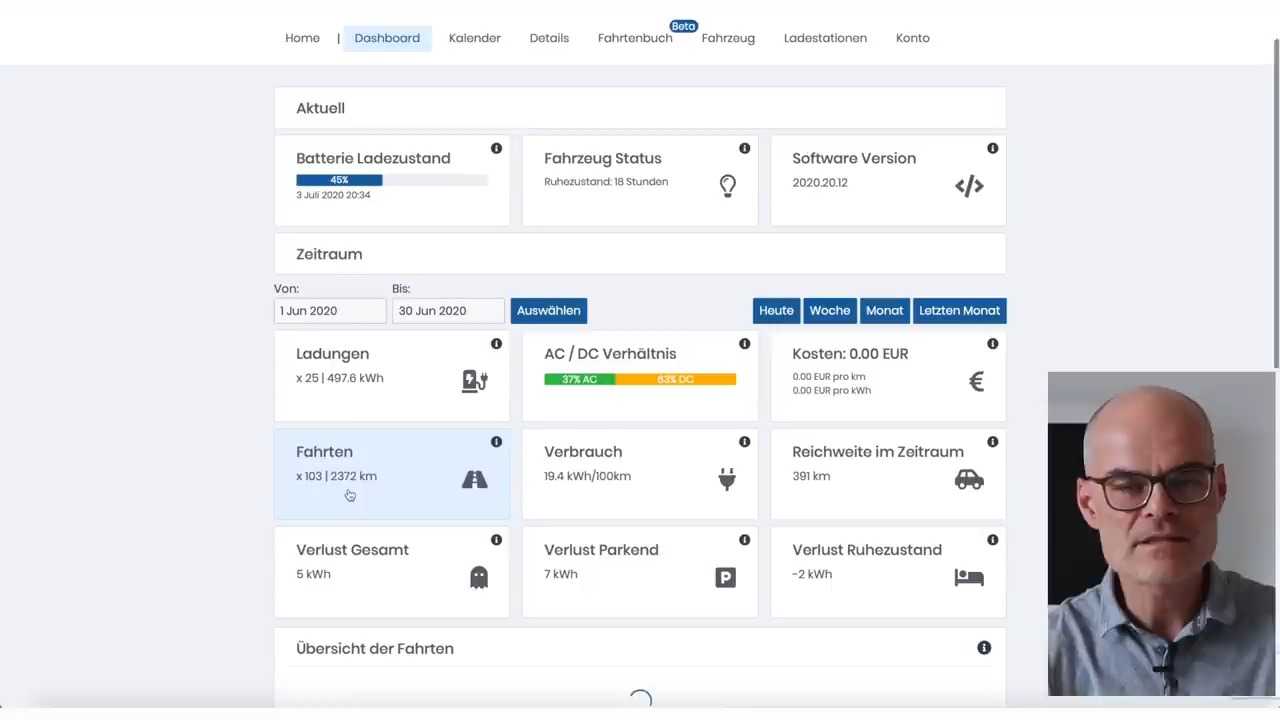 Home | Dashboard Kalender Details Fahrtenbuch Beta Fahrzeug Ladestationen Konto
Aktuell
Batterie Ladezustand
45%
3 Juli 2020 20:34
Fahrzeug Status
Ruhezustand: 18 Stunden
Software Version
2020.20.12
Zeitraum
Von:
1 Jun 2020
Bis:
30 Jun 2020
Auswählen
Heute
Woche
Monat
Letzten Monat
Ladungen
x 25 | 497.6 kWh
AC / DC Verhältnis
37% AC 63% DC
Kosten: 0.00 EUR
0.00 EUR pro km
0.00 EUR pro kWh
€
Fahrten
x 103 | 2372 km
Verbrauch
19.4 kWh/100km
Reichweite im Zeitraum
391 km
Verlust Gesamt
5 kWh
Verlust Parkend
7 kWh
P
Verlust Ruhezustand
-2 kWh
Übersicht der Fahrten